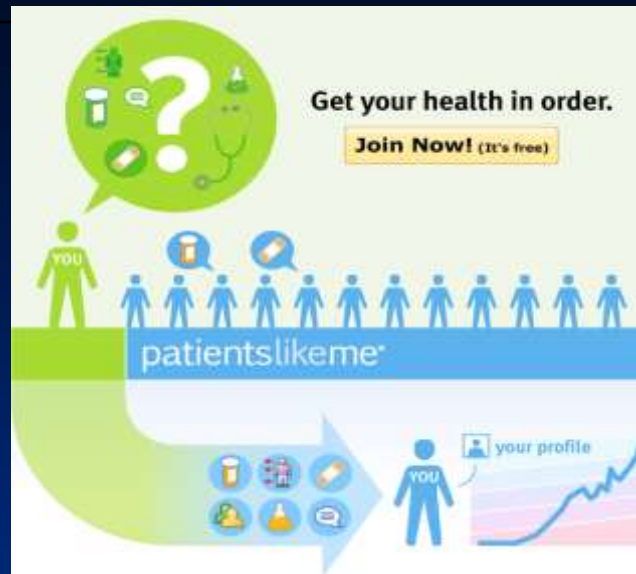 Get your health in order.
Join Now! (It's free)
YOU
patientslikeme®
your profile
YOU